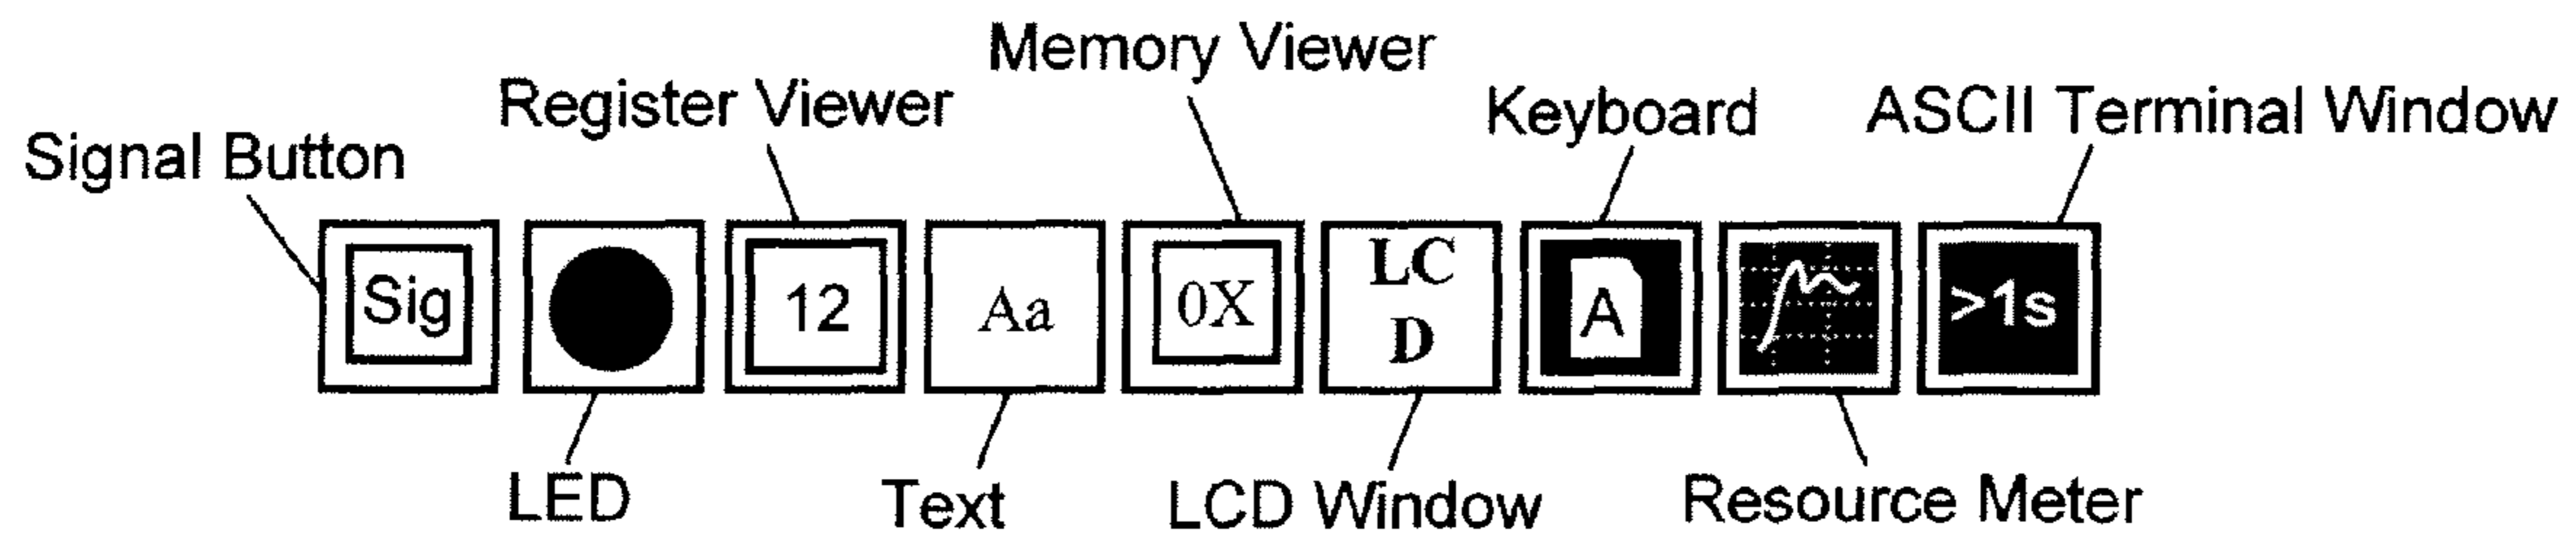 Memory Viewer
Register Viewer
Keyboard
ASCII Terminal Window
Signal Button
Sig
12
Aa
0X
LC
D
A
>1s
LED
Text
LCD Window
Resource Meter